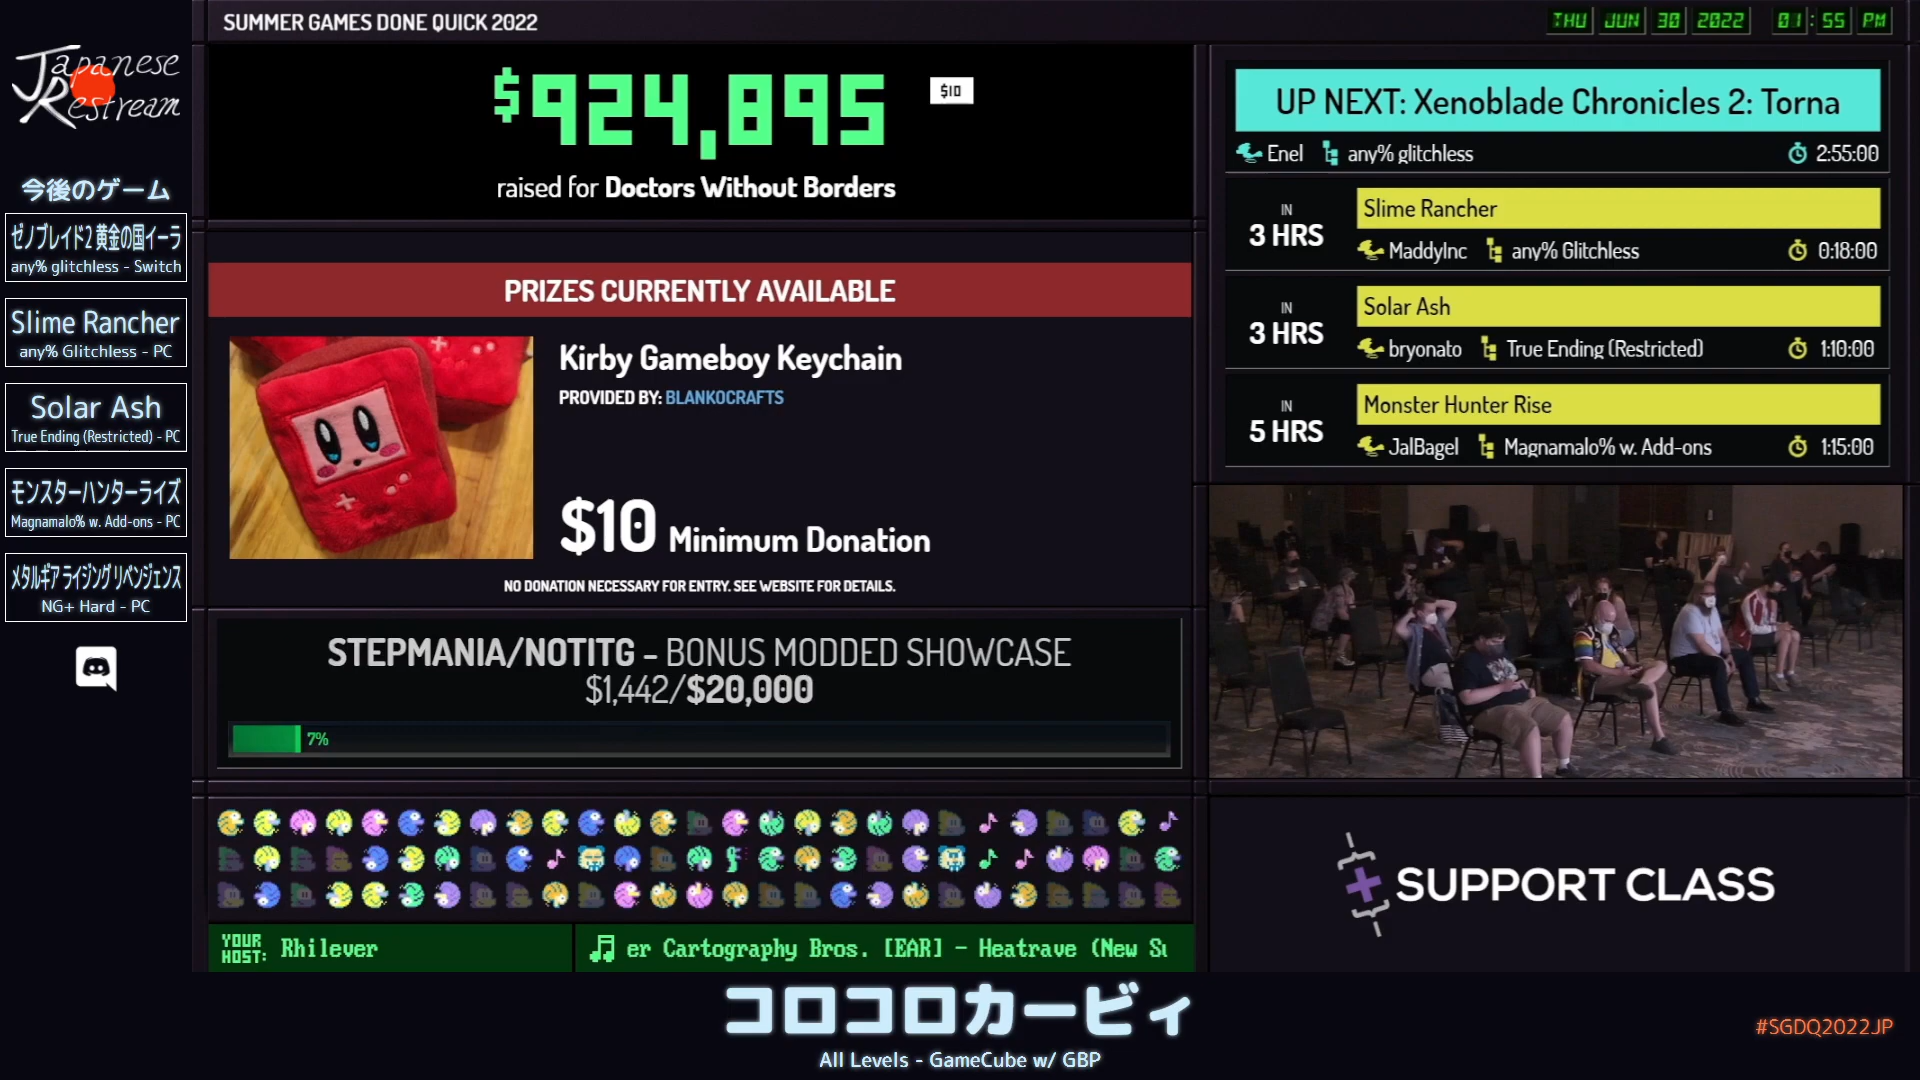 SUMMER GAMES DONE QUICK 2022
THU JUN 30 2022 01:55 PM
Japanese
Restream
今後のゲーム
ゼノブレイド2 黄金の国イーラ
any% glitchless - Switch
Slime Rancher
any% Glitchless - PC
Solar Ash
True Ending (Restricted) - PC
モンスターハンターライズ
Magnamalo% w. Add-ons - PC
メタルギア ライジング リベンジェンス
NG+ Hard - PC
$924,895
$10
raised for Doctors Without Borders
PRIZES CURRENTLY AVAILABLE
Kirby Gameboy Keychain
PROVIDED BY: BLANKOCRAFTS
$10 Minimum Donation
NO DONATION NECESSARY FOR ENTRY. SEE WEBSITE FOR DETAILS.
STEPMANIA/NOTITG - BONUS MODDED SHOWCASE
$1,442/$20,000
7%
YOUR HOST: Rhilever
er Cartography Bros. [EAR] - Heatrave (New Su
UP NEXT: Xenoblade Chronicles 2: Torna
Enel any% glitchless 2:55:00
IN 3 HRS
Slime Rancher
MaddyInc any% Glitchless 0:18:00
IN 3 HRS
Solar Ash
bryonato True Ending (Restricted) 1:10:00
IN 5 HRS
Monster Hunter Rise
JalBagel Magnamalo% w. Add-ons 1:15:00
SUPPORT CLASS
コロコロカービィ
All Levels - GameCube w/ GBP
#SGDQ2022JP